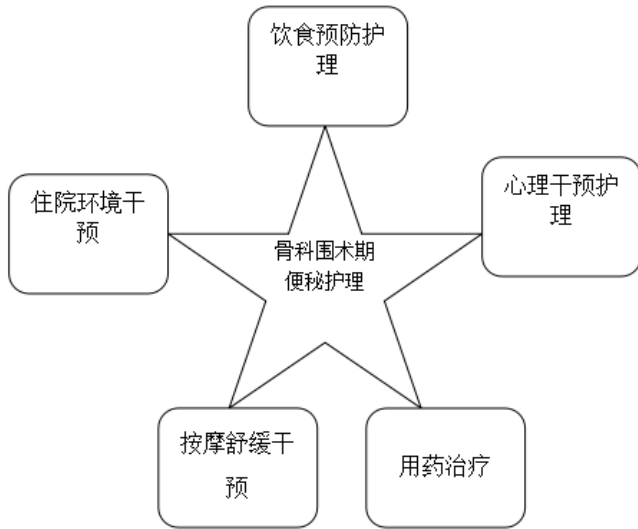 饮食预防护
理
住院环境干
预
心理干预护
理
骨科围术期
便秘护理
按摩舒缓干
预
用药治疗